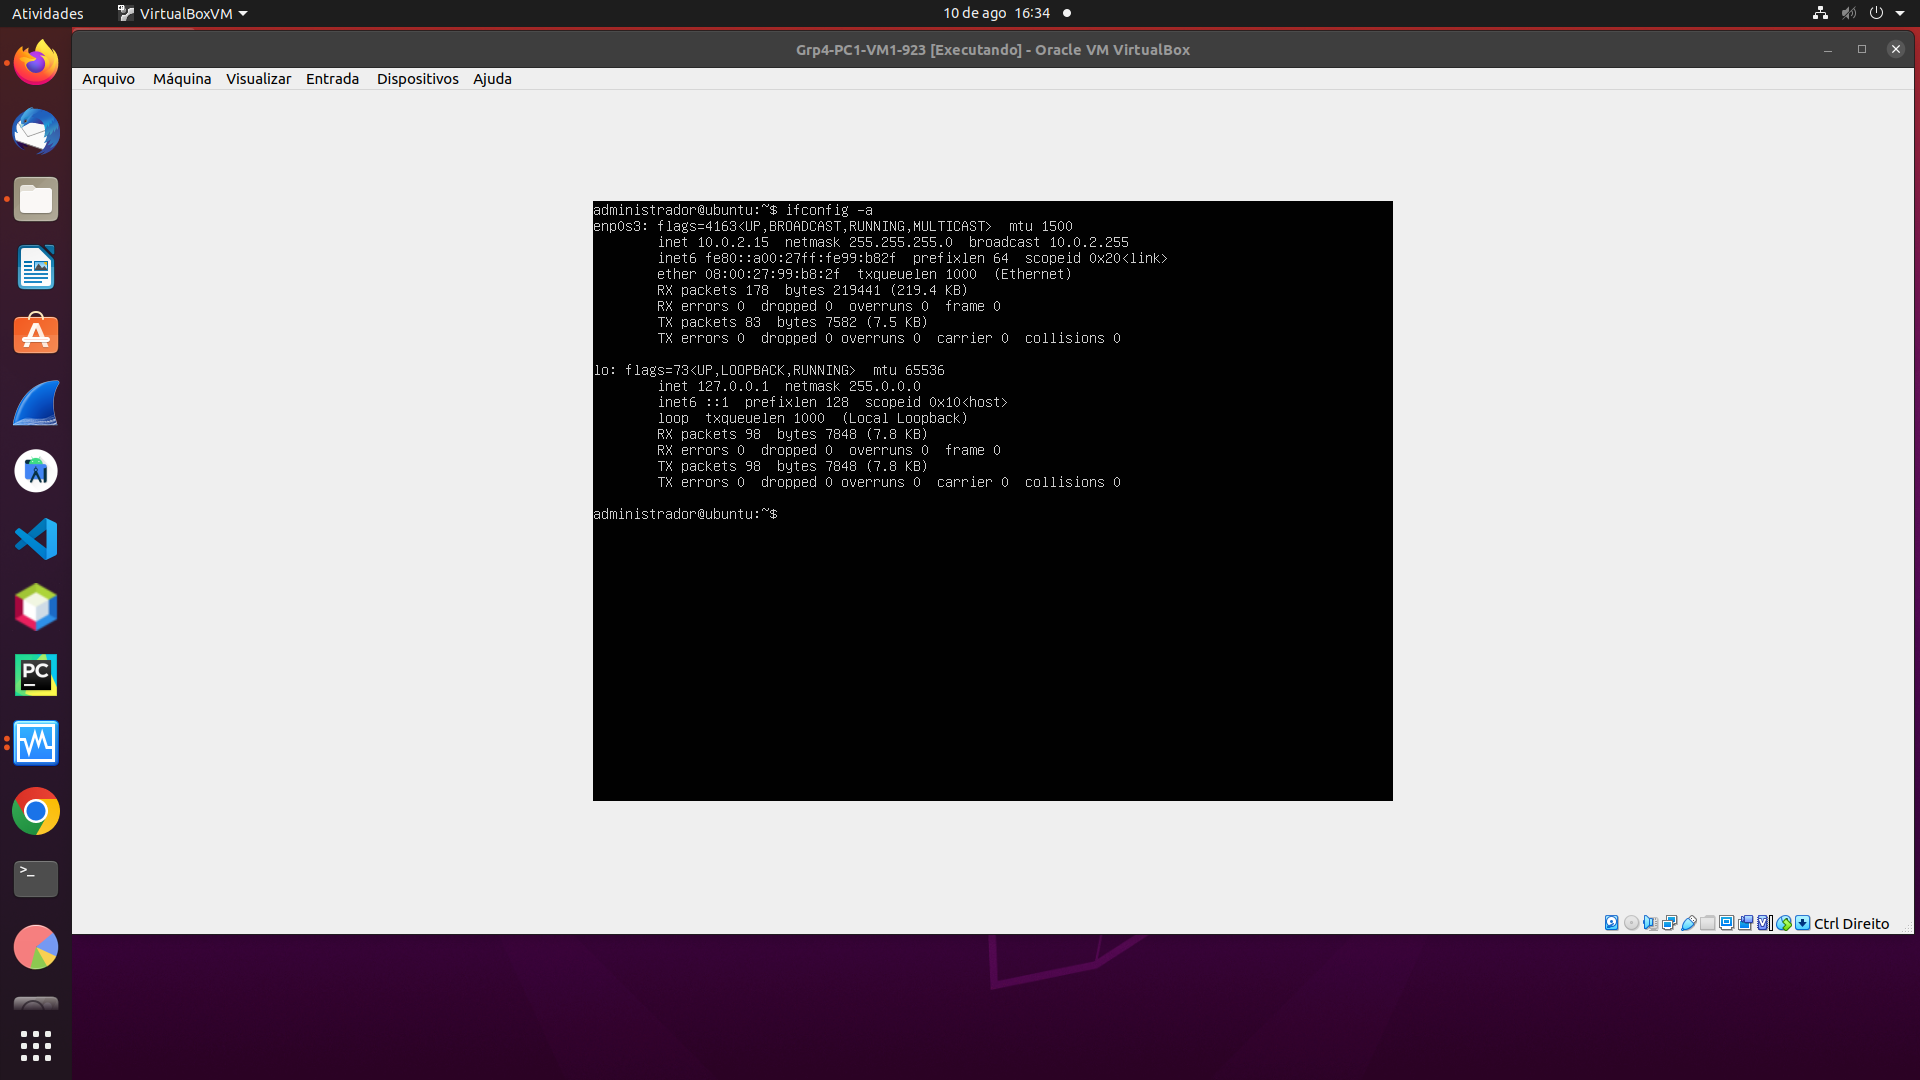 Atividades
VirtualBoxVM
10 de ago 16:34
Grp4-PC1-VM1-923 [Executando] - Oracle VM VirtualBox
Arquivo Máquina Visualizar Entrada Dispositivos Ajuda
administrador@ubuntu:~$ ifconfig -a
enp0s3: flags=4163<UP,BROADCAST,RUNNING,MULTICAST>  mtu 1500
        inet 10.0.2.15  netmask 255.255.255.0  broadcast 10.0.2.255
        inet6 fe80::a00:27ff:fe99:b82f  prefixlen 64  scopeid 0x20<link>
        ether 08:00:27:99:b8:2f  txqueuelen 1000  (Ethernet)
        RX packets 178  bytes 219441 (219.4 KB)
        RX errors 0  dropped 0  overruns 0  frame 0
        TX packets 83  bytes 7582 (7.5 KB)
        TX errors 0  dropped 0 overruns 0  carrier 0  collisions 0
lo: flags=73<UP,LOOPBACK,RUNNING>  mtu 65536
        inet 127.0.0.1  netmask 255.0.0.0
        inet6 ::1  prefixlen 128  scopeid 0x10<host>
        loop  txqueuelen 1000  (Local Loopback)
        RX packets 98  bytes 7848 (7.8 KB)
        RX errors 0  dropped 0  overruns 0  frame 0
        TX packets 98  bytes 7848 (7.8 KB)
        TX errors 0  dropped 0 overruns 0  carrier 0  collisions 0
administrador@ubuntu:~$
PC
>_
Ctrl Direito